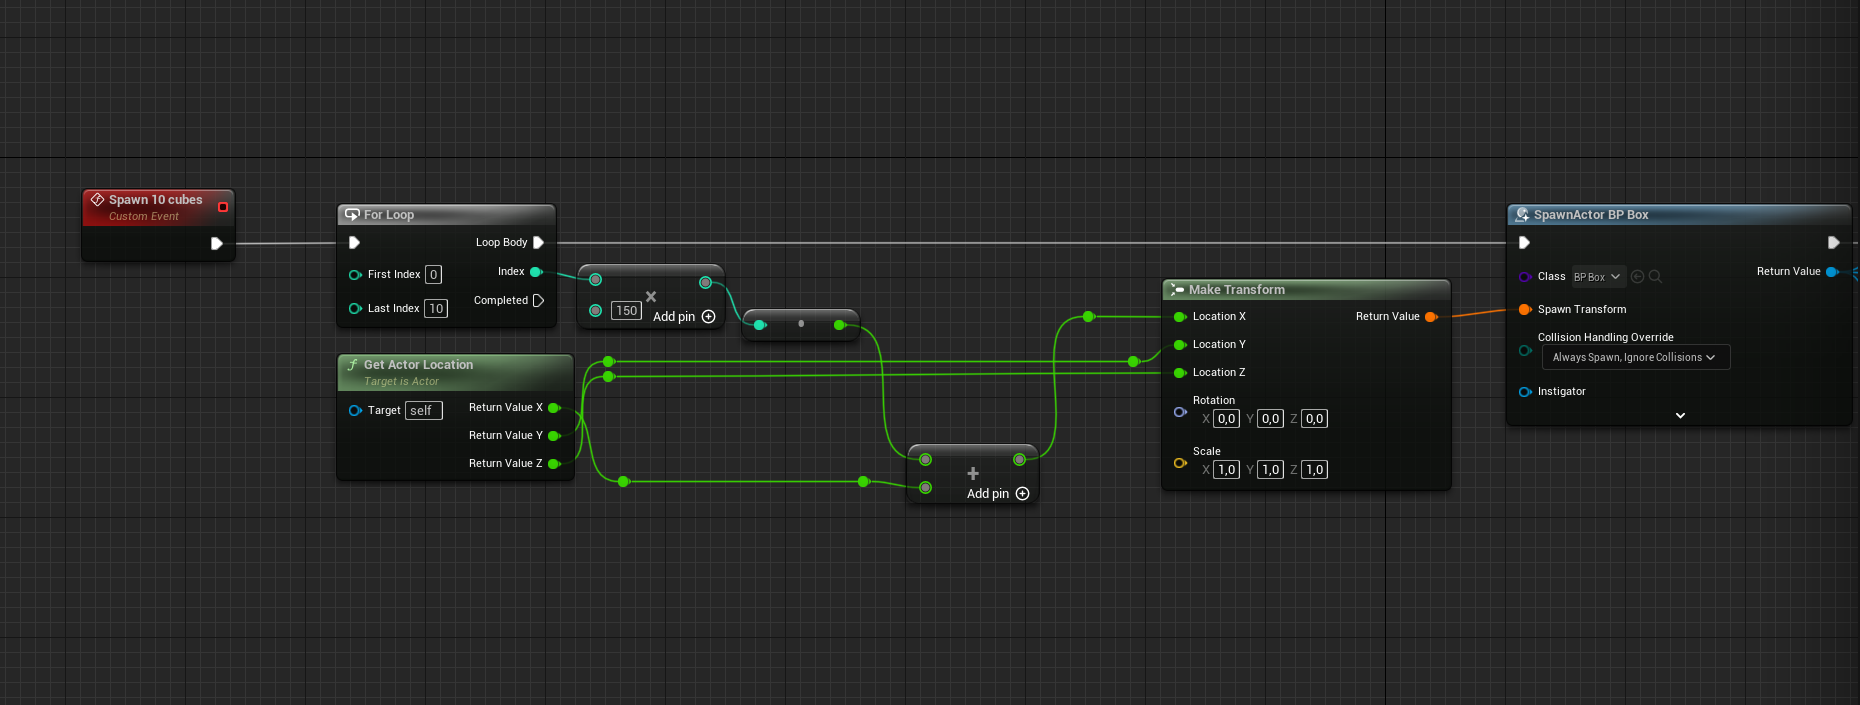 Spawn 10 cubes
Custom Event
For Loop
Loop Body
First Index 0
Index
Last Index 10
Completed
150
Add pin
Get Actor Location
Target is Actor
Target self
Return Value X
Return Value Y
Return Value Z
+
Add pin
Make Transform
Location X
Return Value
Location Y
Location Z
Rotation
X 0,0 Y 0,0 Z 0,0
Scale
X 1,0 Y 1,0 Z 1,0
SpawnActor BP Box
Class BP Box
Return Value
Spawn Transform
Collision Handling Override
Always Spawn, Ignore Collisions
Instigator